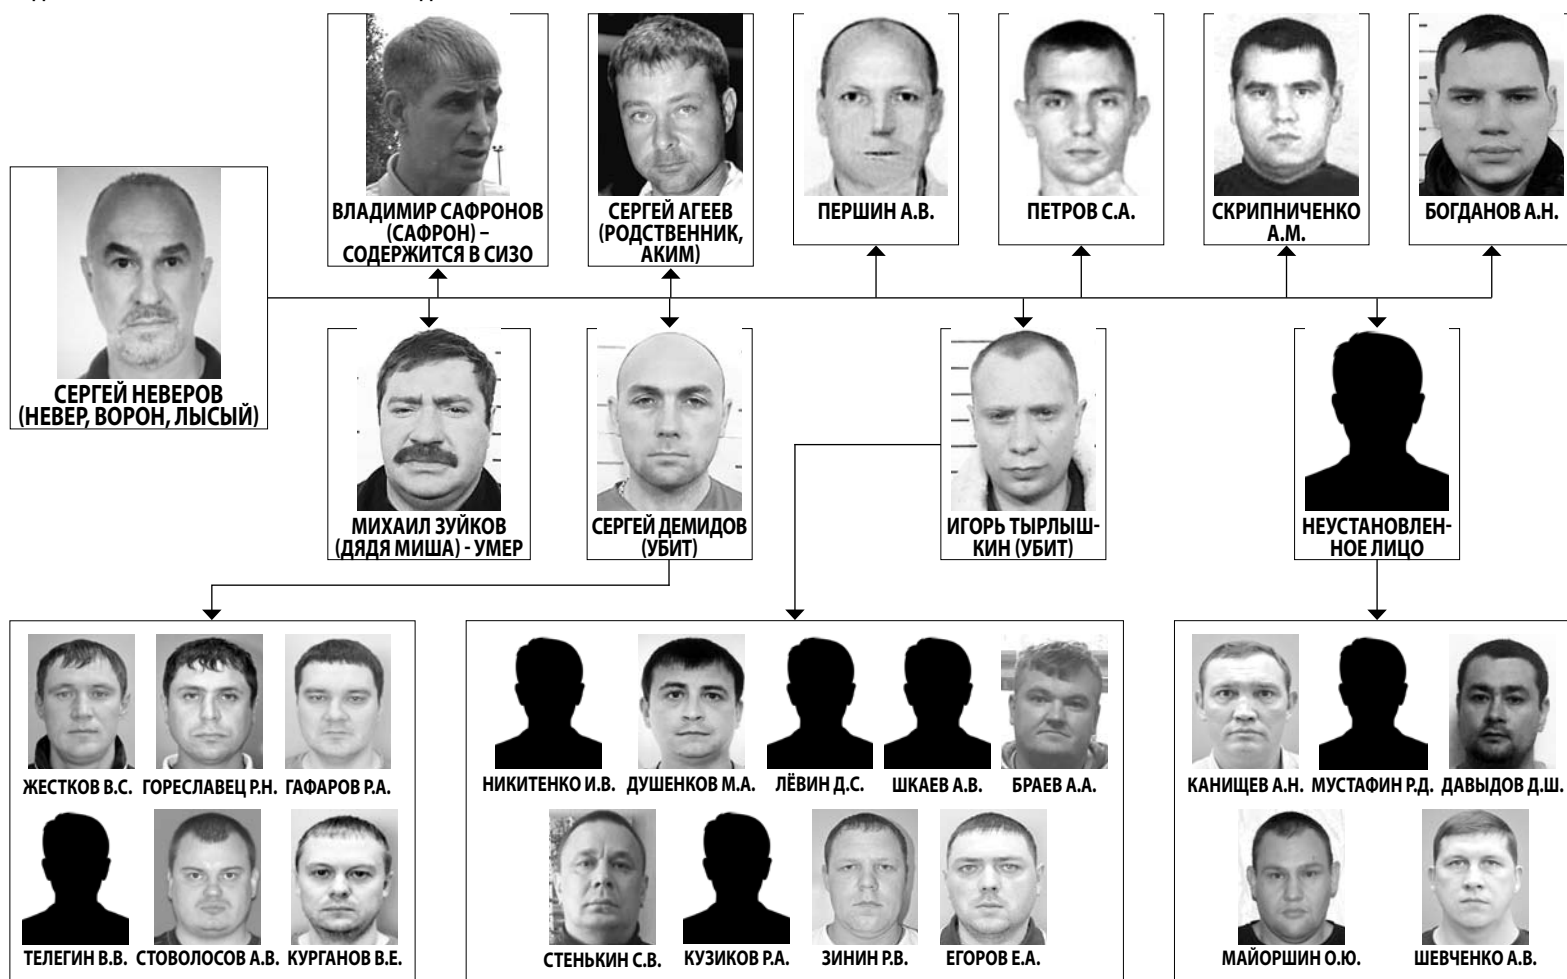 ВЛАДИМИР САФРОНОВ
(САФРОН) –
СОДЕРЖИТСЯ В СИЗО
СЕРГЕЙ АГЕЕВ
(РОДСТВЕННИК,
АКИМ)
ПЕРШИН А.В.
ПЕТРОВ С.А.
СКРИПНИЧЕНКО
А.М.
БОГДАНОВ А.Н.
СЕРГЕЙ НЕВЕРОВ
(НЕВЕР, ВОРОН, ЛЫСЫЙ)
МИХАИЛ ЗУЙКОВ
(ДЯДЯ МИША) - УМЕР
СЕРГЕЙ ДЕМИДОВ
(УБИТ)
ИГОРЬ ТЫРЛЫШ-
КИН (УБИТ)
НЕУСТАНОВЛЕН-
НОЕ ЛИЦО
ЖЕСТКОВ В.С.
ГОРЕСЛАВЕЦ Р.Н.
ГАФАРОВ Р.А.
ТЕЛЕГИН В.В.
СТОВОЛОСОВ А.В.
КУРГАНОВ В.Е.
НИКИТЕНКО И.В.
ДУШЕНКОВ М.А.
ЛЁВИН Д.С.
ШКАЕВ А.В.
БРАЕВ А.А.
СТЕНЬКИН С.В.
КУЗИКОВ Р.А.
ЗИНИН Р.В.
ЕГОРОВ Е.А.
КАНИЩЕВ А.Н.
МУСТАФИН Р.Д.
ДАВЫДОВ Д.Ш.
МАЙОРШИН О.Ю.
ШЕВЧЕНКО А.В.